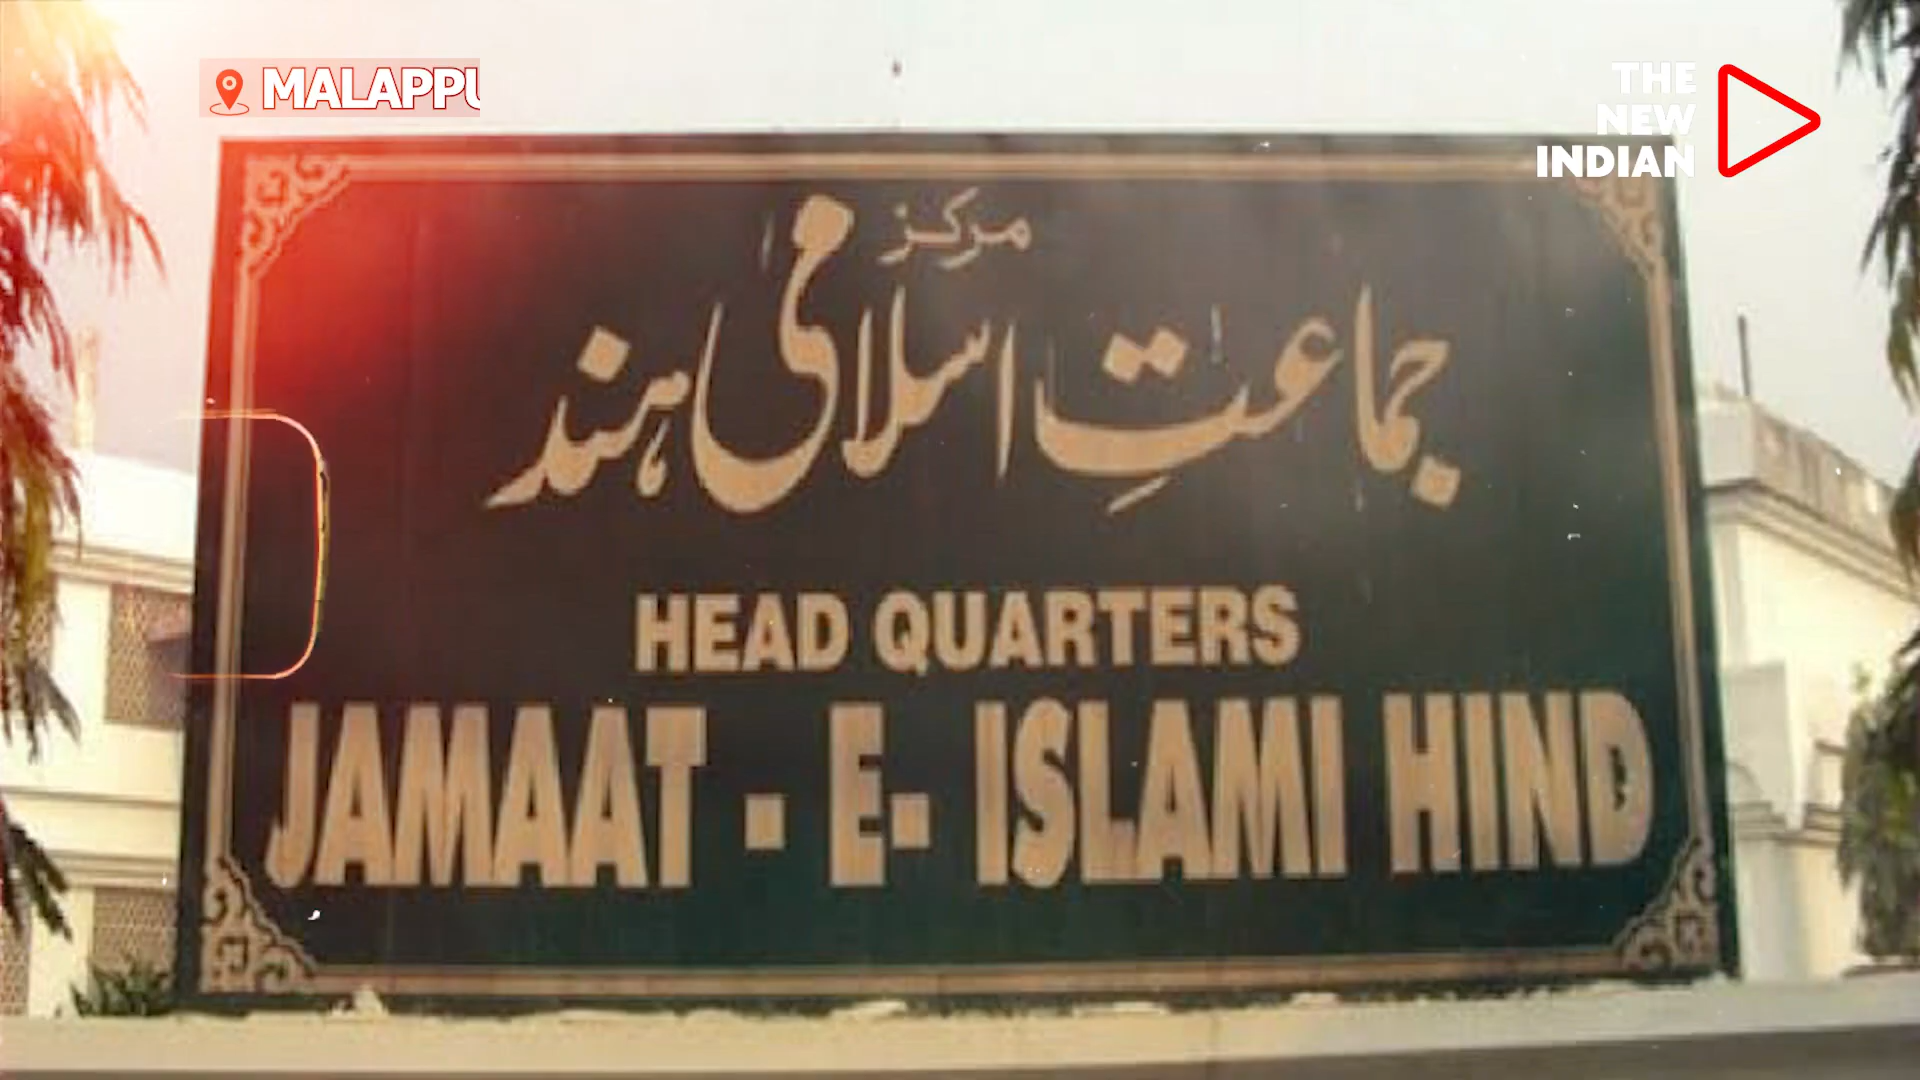 MALAPPU
THE
NEW
INDIAN
مرکز
جماعتِ اسلامی ہند
HEAD QUARTERS
JAMAAT - E - ISLAMI HIND